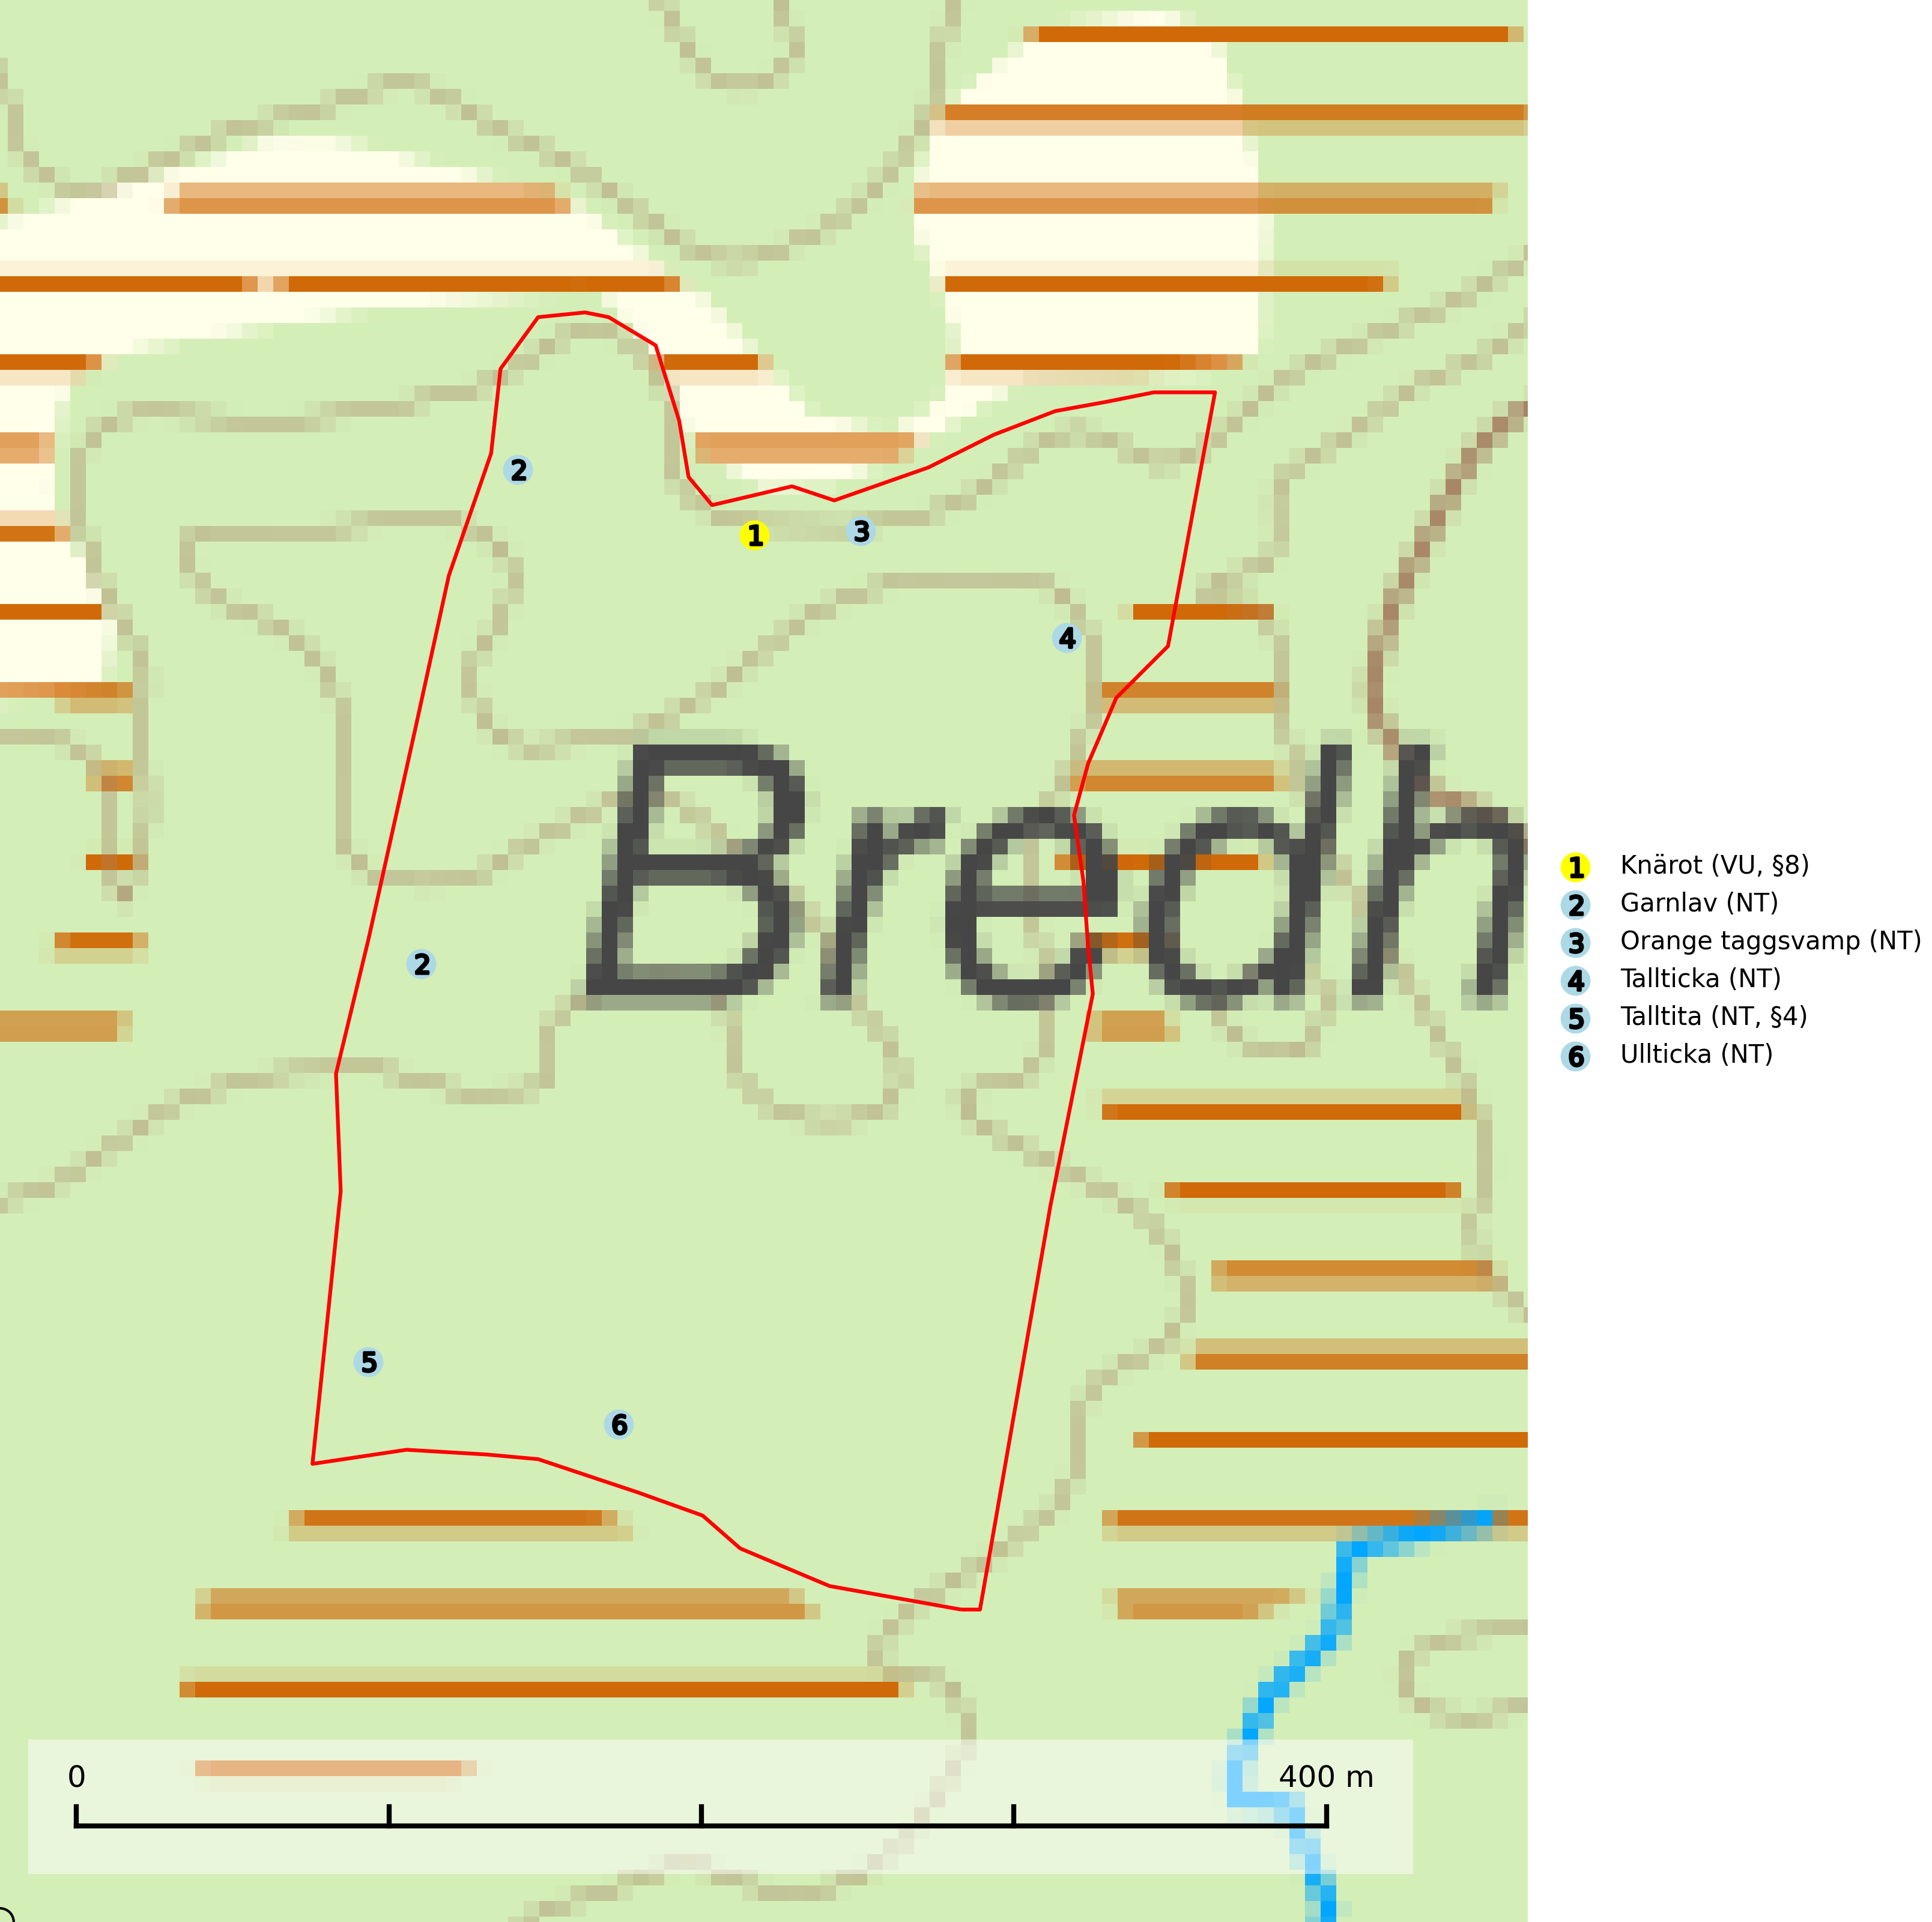 2
1
3
4
Bredh
2
5
6
0 400 m
1 Knärot (VU, §8)
2 Garnlav (NT)
3 Orange taggsvamp (NT)
4 Tallticka (NT)
5 Talltita (NT, §4)
6 Ullticka (NT)